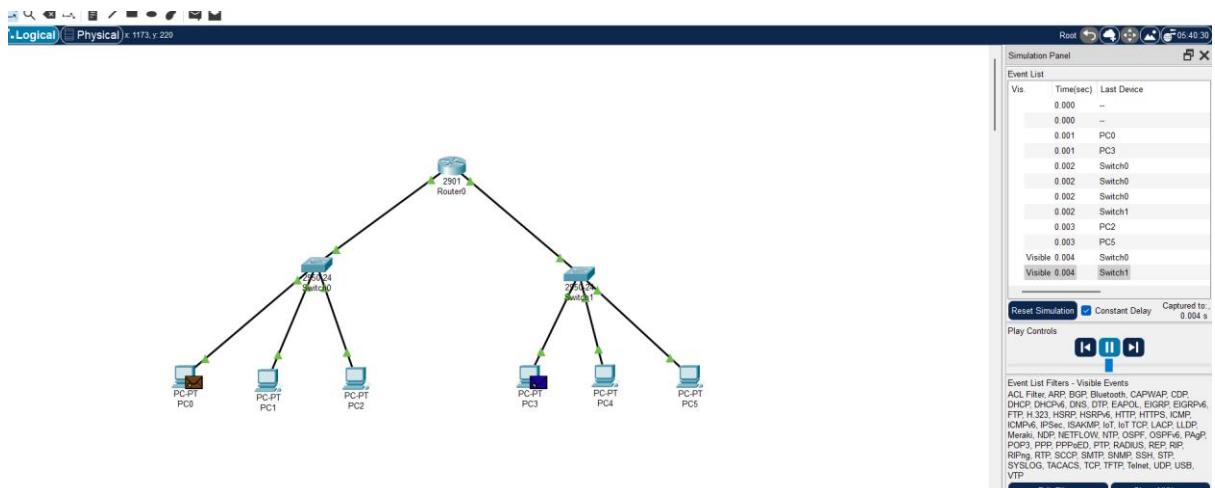 Logical Physical x: 1173, y: 220 Root 05:40:30
Simulation Panel
Event List
Vis. Time(sec) Last Device
0.000 --
0.000 --
0.001 PC0
0.001 PC3
0.002 Switch0
0.002 Switch0
0.002 Switch0
0.002 Switch1
0.003 PC2
0.003 PC5
Visible 0.004 Switch0
Visible 0.004 Switch1
Reset Simulation Constant Delay Captured to:
0.004 s
Play Controls
Event List Filters - Visible Events
ACL Filter, ARP, BGP, Bluetooth, CAPWAP, CDP,
DHCP, DHCPv6, DNS, DTP, EAPOL, EIGRP, EIGRPv6,
FTP, H.323, HSRP, HSRPv6, HTTP, HTTPS, ICMP,
ICMPv6, IPSec, ISAKMP, IoT, IoT TCP, LACP, LLDP,
Meraki, NDP, NETFLOW, NTP, OSPF, OSPFv6, PAgP,
POP3, PPP, PPPoED, PTP, RADIUS, REP, RIP,
RIPng, RTP, SCCP, SMTP, SNMP, SSH, STP,
SYSLOG, TACACS, TCP, TFTP, Telnet, UDP, USB,
VTP
2901
Router0
2950-24
Switch0
2950-24
Switch1
PC-PT
PC0
PC-PT
PC1
PC-PT
PC2
PC-PT
PC3
PC-PT
PC4
PC-PT
PC5